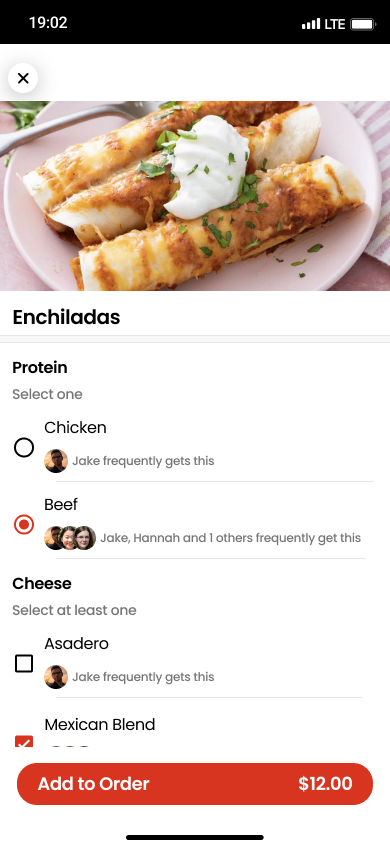 19:02
LTE
Enchiladas
Protein
Select one
Chicken
Jake frequently gets this
Beef
Jake, Hannah and 1 others frequently get this
Cheese
Select at least one
Asadero
Jake frequently gets this
Mexican Blend
Add to Order $12.00